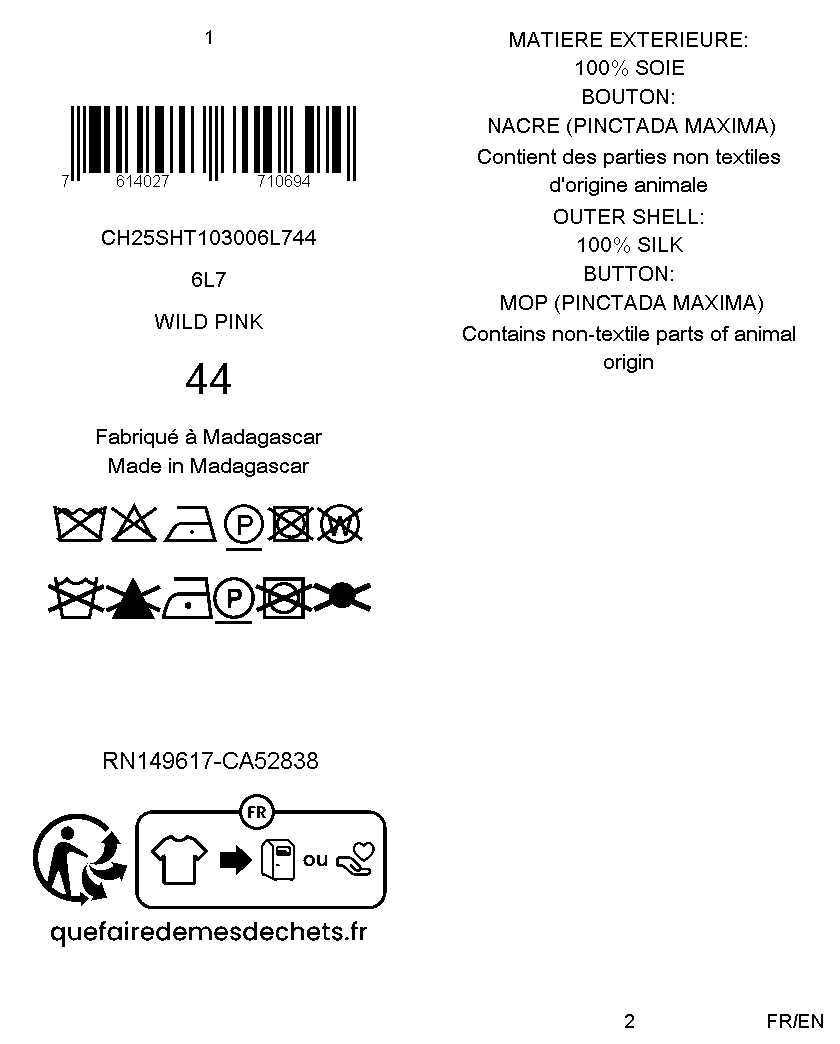 1
7 614027 710694
CH25SHT103006L744
6L7
WILD PINK
44
Fabriqué à Madagascar
Made in Madagascar
P W
P
RN149617-CA52838
FR
ou
quefairedemesdechets.fr
MATIERE EXTERIEURE:
100% SOIE
BOUTON:
NACRE (PINCTADA MAXIMA)
Contient des parties non textiles
d'origine animale
OUTER SHELL:
100% SILK
BUTTON:
MOP (PINCTADA MAXIMA)
Contains non-textile parts of animal
origin
2
FR/EN